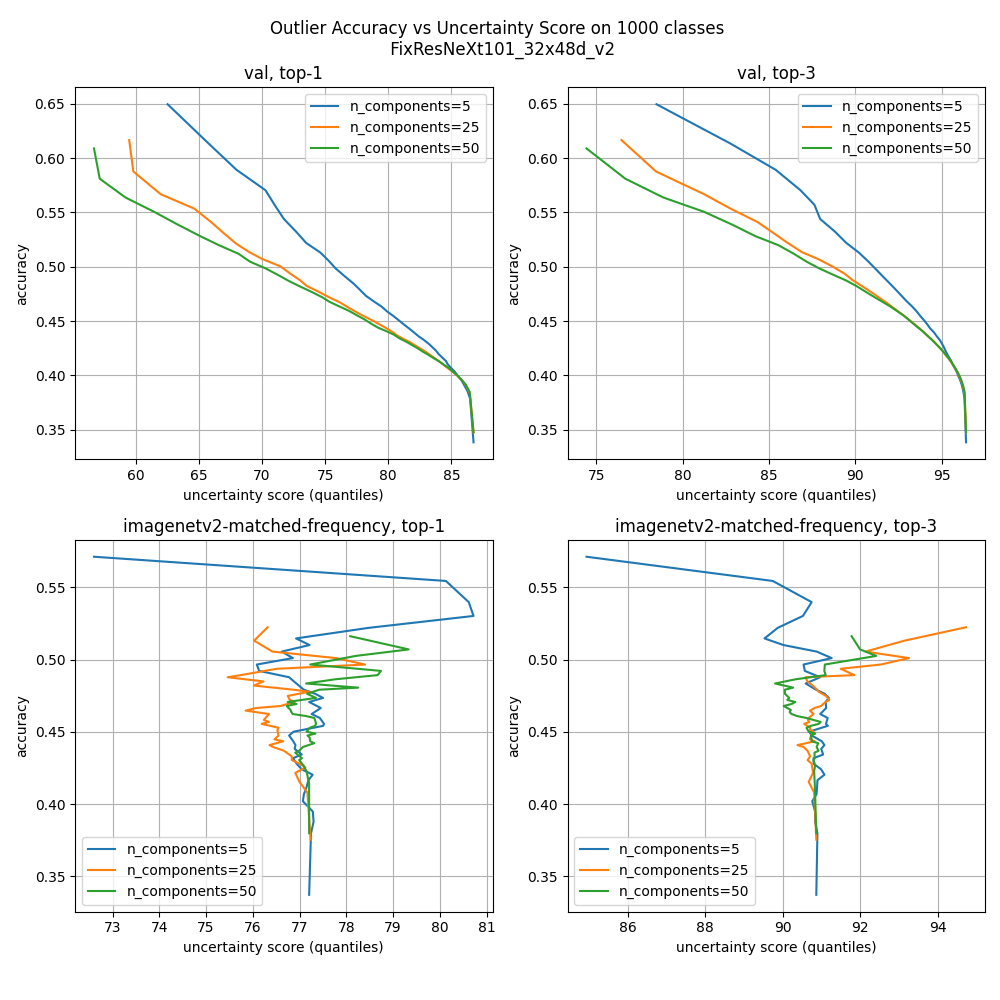 Outlier Accuracy vs Uncertainty Score on 1000 classes
FixResNeXt101_32x48d_v2
val, top-1
0.65
0.60
0.55
0.50
0.45
0.40
0.35
accuracy
n_components=5
n_components=25
n_components=50
60 65 70 75 80 85
uncertainty score (quantiles)
val, top-3
0.65
0.60
0.55
0.50
0.45
0.40
0.35
accuracy
n_components=5
n_components=25
n_components=50
75 80 85 90 95
uncertainty score (quantiles)
imagenetv2-matched-frequency, top-1
0.55
0.50
0.45
0.40
0.35
accuracy
n_components=5
n_components=25
n_components=50
73 74 75 76 77 78 79 80 81
uncertainty score (quantiles)
imagenetv2-matched-frequency, top-3
0.55
0.50
0.45
0.40
0.35
accuracy
n_components=5
n_components=25
n_components=50
86 88 90 92 94
uncertainty score (quantiles)